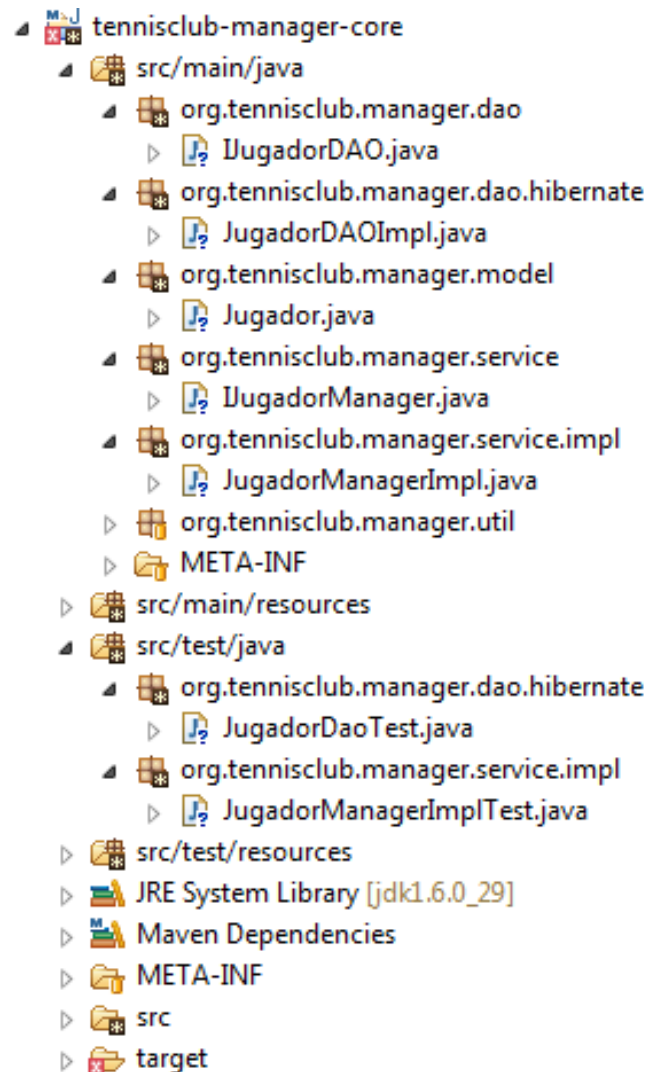 tennisclub-manager-core
src/main/java
org.tennisclub.manager.dao
IJugadorDAO.java
org.tennisclub.manager.dao.hibernate
JugadorDAOImpl.java
org.tennisclub.manager.model
Jugador.java
org.tennisclub.manager.service
IJugadorManager.java
org.tennisclub.manager.service.impl
JugadorManagerImpl.java
org.tennisclub.manager.util
META-INF
src/main/resources
src/test/java
org.tennisclub.manager.dao.hibernate
JugadorDaoTest.java
org.tennisclub.manager.service.impl
JugadorManagerImplTest.java
src/test/resources
JRE System Library [jdk1.6.0_29]
Maven Dependencies
META-INF
src
target